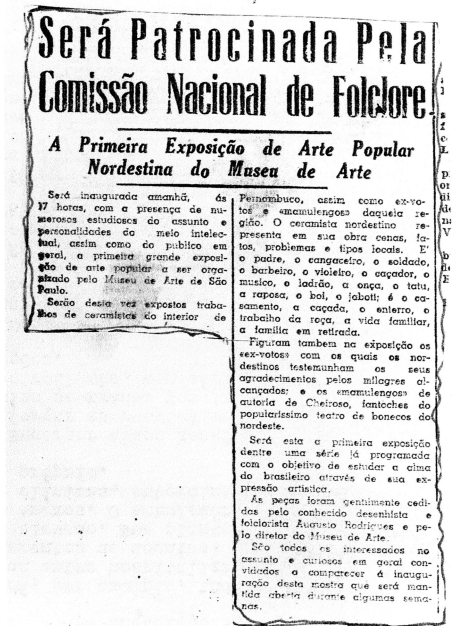 Será Patrocinada Pela
Comissão Nacional de Folclore
A Primeira Exposição de Arte Popular
Nordestina do Museu de Arte
Será inaugurada amanhã, ás
17 horas, com a presença de nu-
merosos estudiosos do assunto e
personalidades do meio intelec-
tual, assim como do publico em
geral, a primeira grande exposi-
ção de arte popular a ser orga-
nizada pelo Museu de Arte de São
Paulo.
Serão desta vez expostos traba-
lhos de ceramistas do interior de
Pernambuco, assim como ex-vo-
tos e «mamulengos» daquela re-
gião. O ceramista nordestino re-
presenta em sua obra cenas, fa-
tos, problemas e tipos locais. E'
o padre, o cangaceiro, o soldado,
o barbeiro, o violeiro, o caçador, o
musico, o ladrão, a onça, o tatu,
a raposa, o boi, o jaboti; é o ca-
samento, a caçada, o enterro, o
trabalho da roça, a vida familiar,
a familia em retirada.
Figuram tambem na exposição os
«ex-votos» com os quais os nor-
destinos testemunham os seus
agradecimentos pelos milagres al-
cançados; e os «mamulengos» de
autoria de Cheiroso, fantoches do
popularissimo teatro de bonecos do
nordeste.
Será esta a primeira exposição
dentre uma série já programada
com o objetivo de estudar a alma
do brasileiro através de sua ex-
pressão artistica.
As peças foram gentilmente cedi-
das pelo conhecido desenhista e
folclorista Augusto Rodrigues e pe-
lo diretor do Museu de Arte.
São todos os interessados no
assunto e curiosos em geral con-
vidados a comparecer á inaugu-
ração desta mostra que será man-
tida aberta durante algumas sema-
nas.